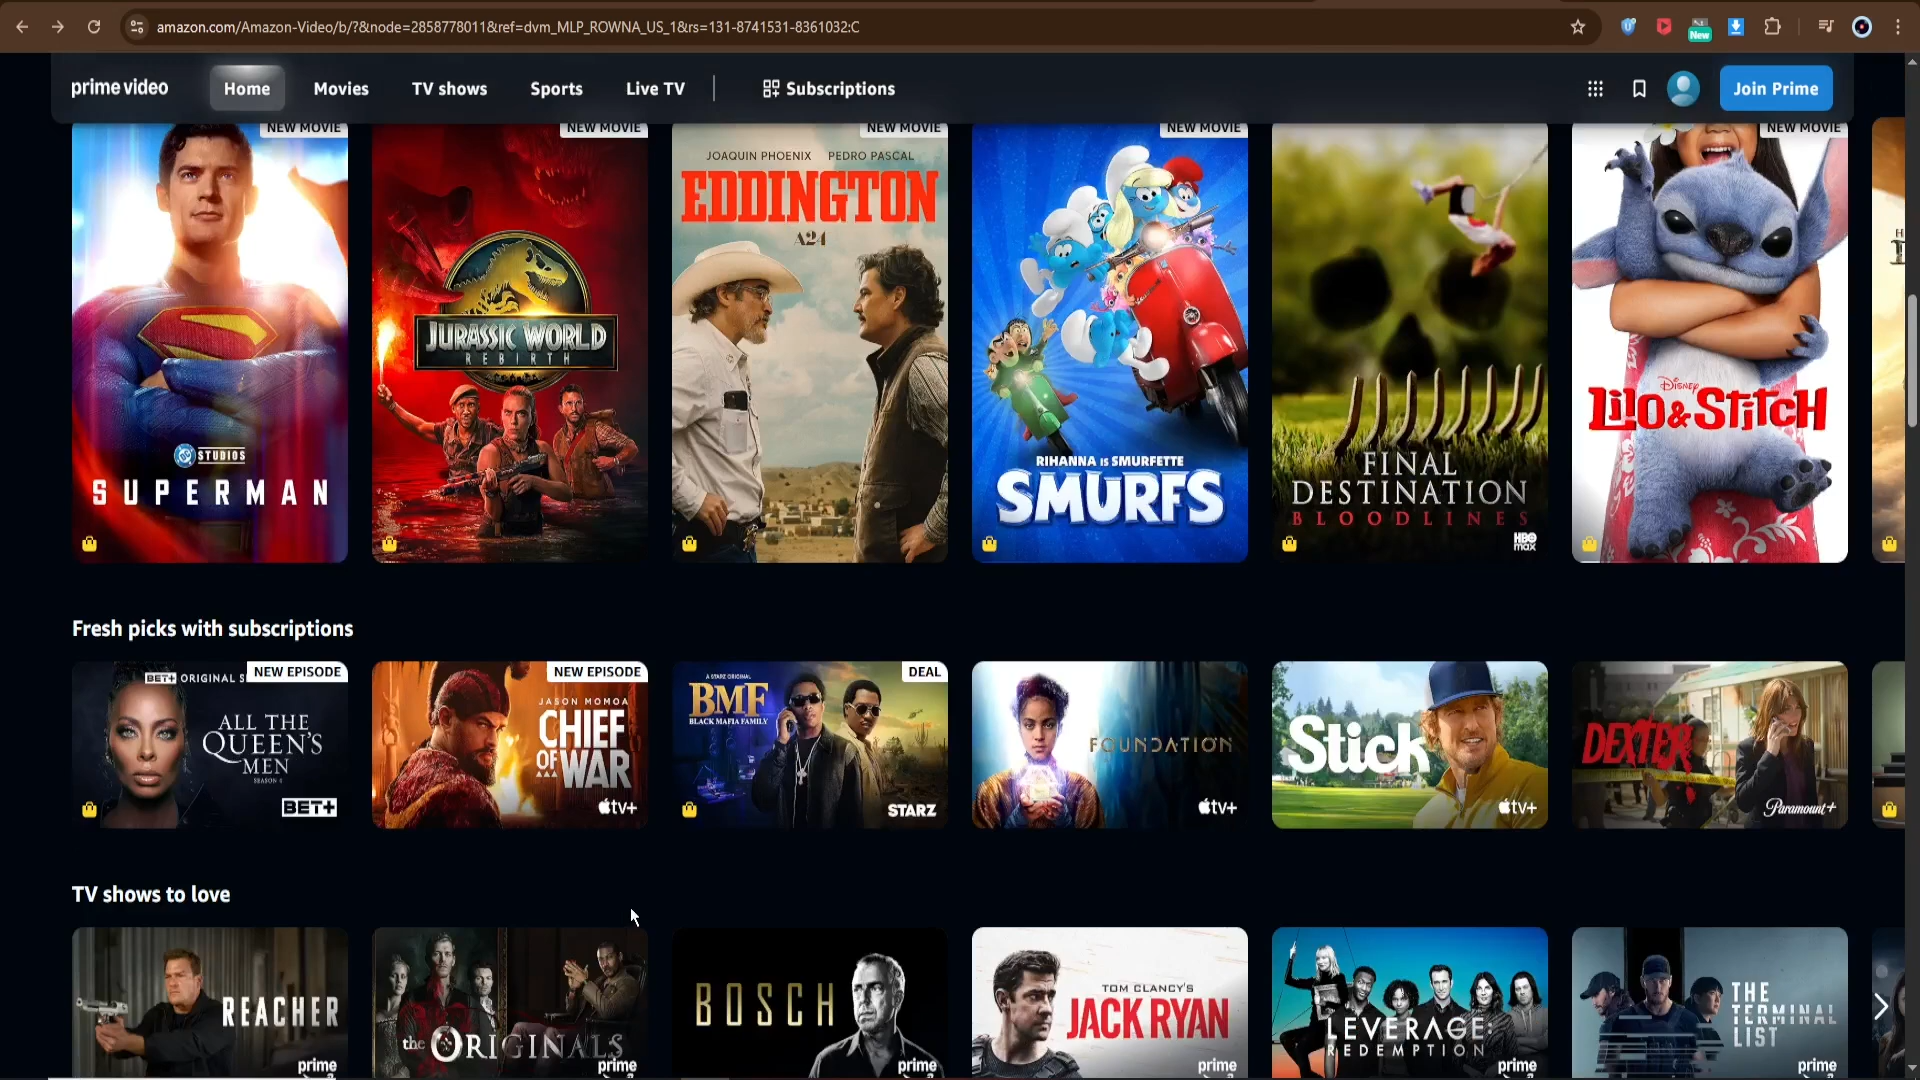 amazon.com/Amazon-Video/b/?&node=2858778011&ref=dvm_MLP_ROWNA_US_1&rs=131-8741531-8361032:C
New
prime video
Home
Movies
TV shows
Sports
Live TV
Subscriptions
Join Prime
NEW MOVIE
STUDIOS
SUPERMAN
NEW MOVIE
JURASSIC WORLD
REBIRTH
NEW MOVIE
JOAQUIN PHOENIX PEDRO PASCAL
EDDINGTON
A24
NEW MOVIE
RIHANNA IS SMURFETTE
SMURFS
FINAL
DESTINATION
BLOODLINES
HBO
max
NEW MOVIE
Disney
Lilo & Stitch
Fresh picks with subscriptions
BET+ ORIGINAL S
NEW EPISODE
ALL THE
QUEEN'S
MEN
BET+
NEW EPISODE
JASON MOMOA
CHIEF
OF WAR
tv+
DEAL
A STARZ ORIGINAL
BMF
BLACK MAFIA FAMILY
STARZ
FOUNDATION
tv+
Stick
tv+
DEXTER
Paramount+
TV shows to love
REACHER
prime
the ORIGINALS
prime
BOSCH
prime
TOM CLANCY'S
JACK RYAN
prime
LEVERAGE:
REDEMPTION
prime
THE
TERMINAL
LIST
prime